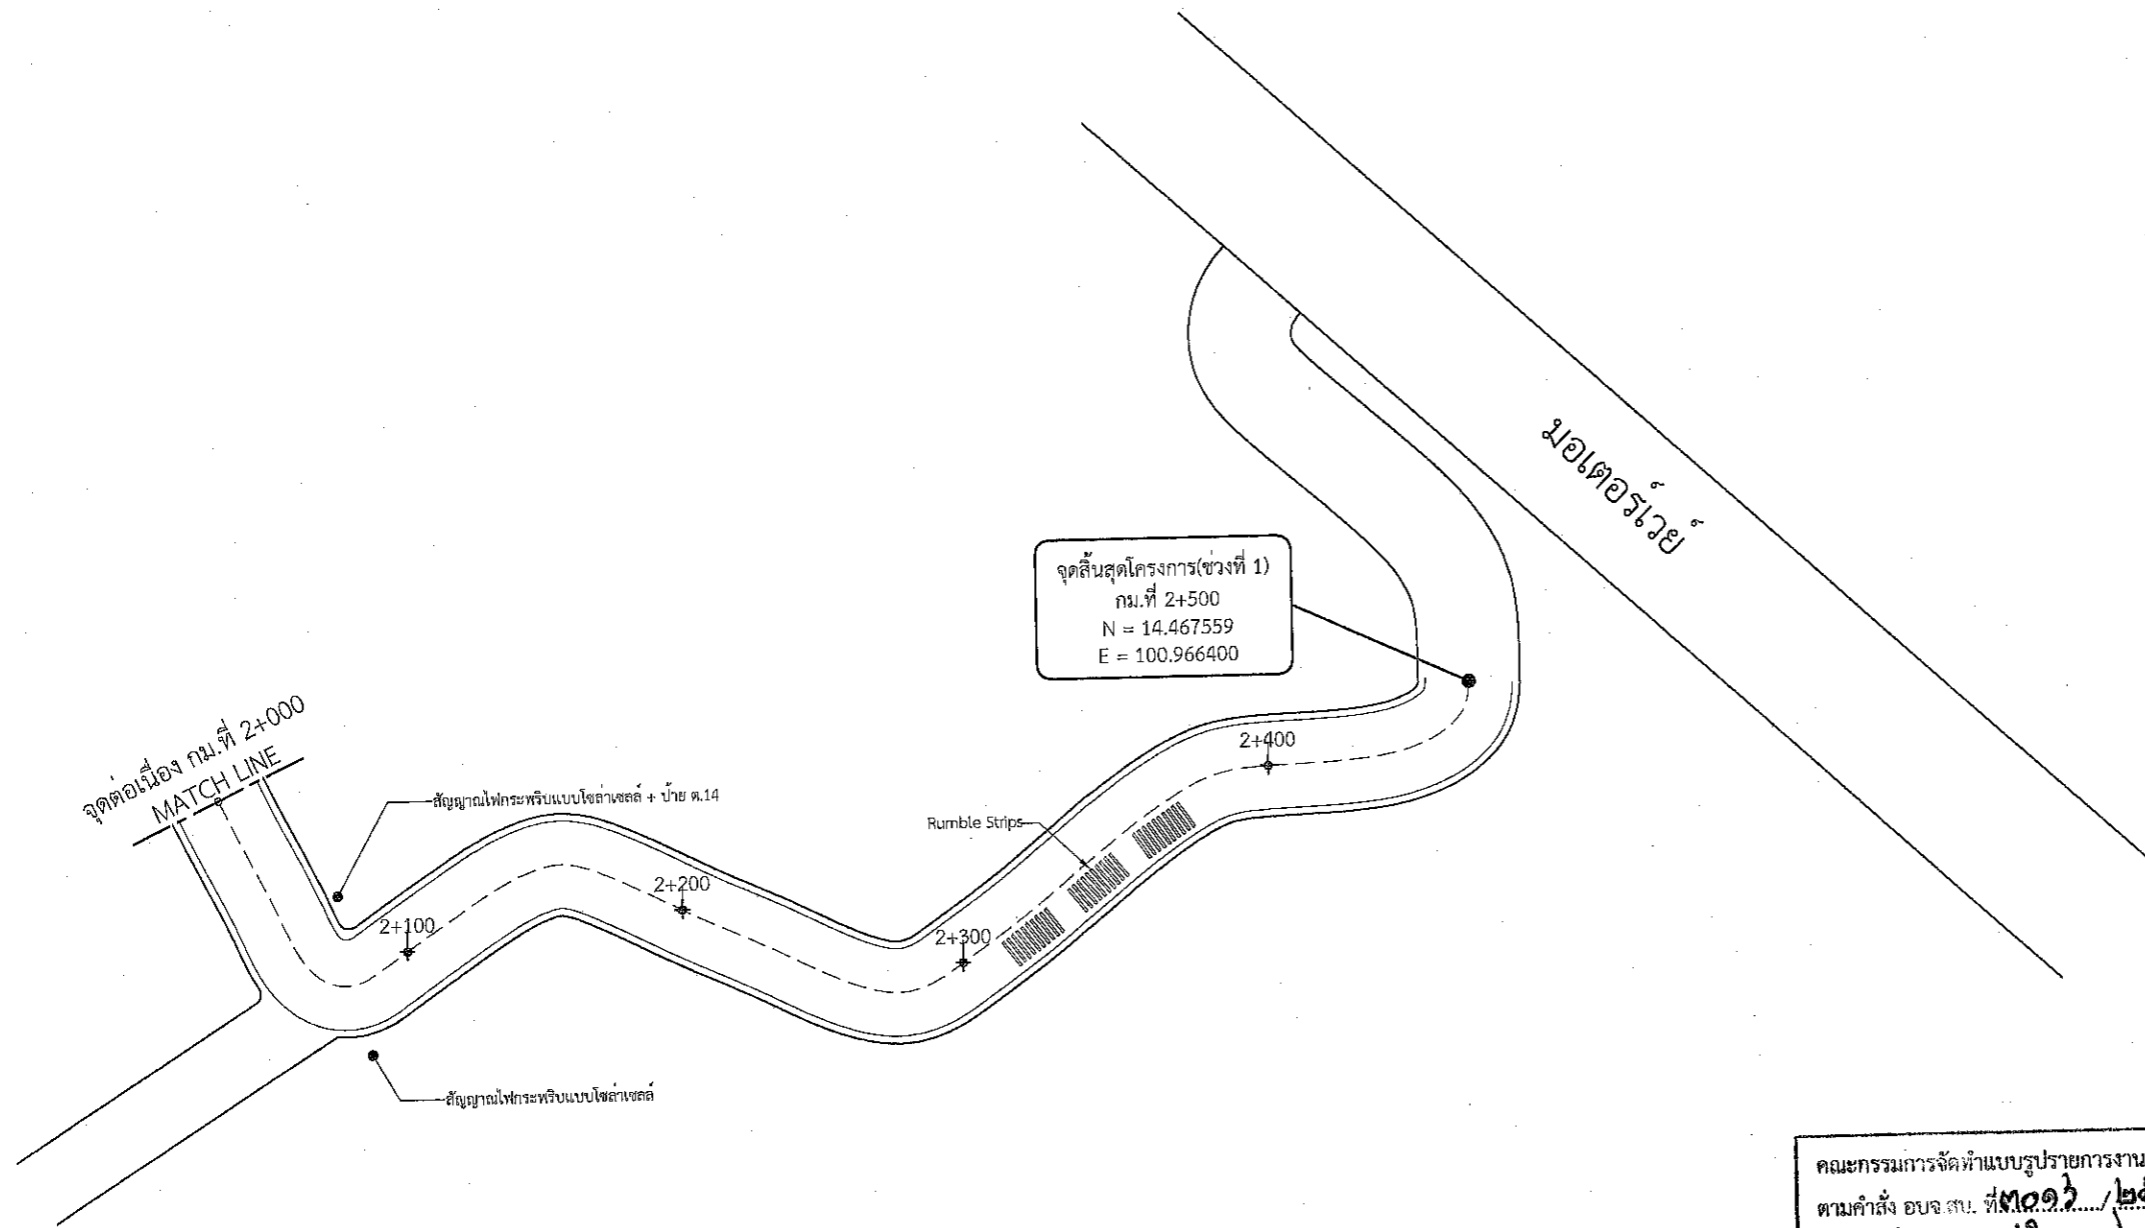 มอเตอร์เวย์
จุดสิ้นสุดโครงการ(ช่วงที่ 1)
กม.ที่ 2+500
N = 14.467559
E = 100.966400
จุดต่อเนื่อง กม.ที่ 2+000
MATCH LINE
สัญญาณไฟกระพริบแบบโซล่าเซลล์ + ป้าย ต.14
2+100
2+200
2+300
2+400
Rumble Strips
สัญญาณไฟกระพริบแบบโซล่าเซลล์
คณะกรรมการจัดทำแบบรูปรายการงาน
ตามคำสั่ง อบจ.สบ. ที่